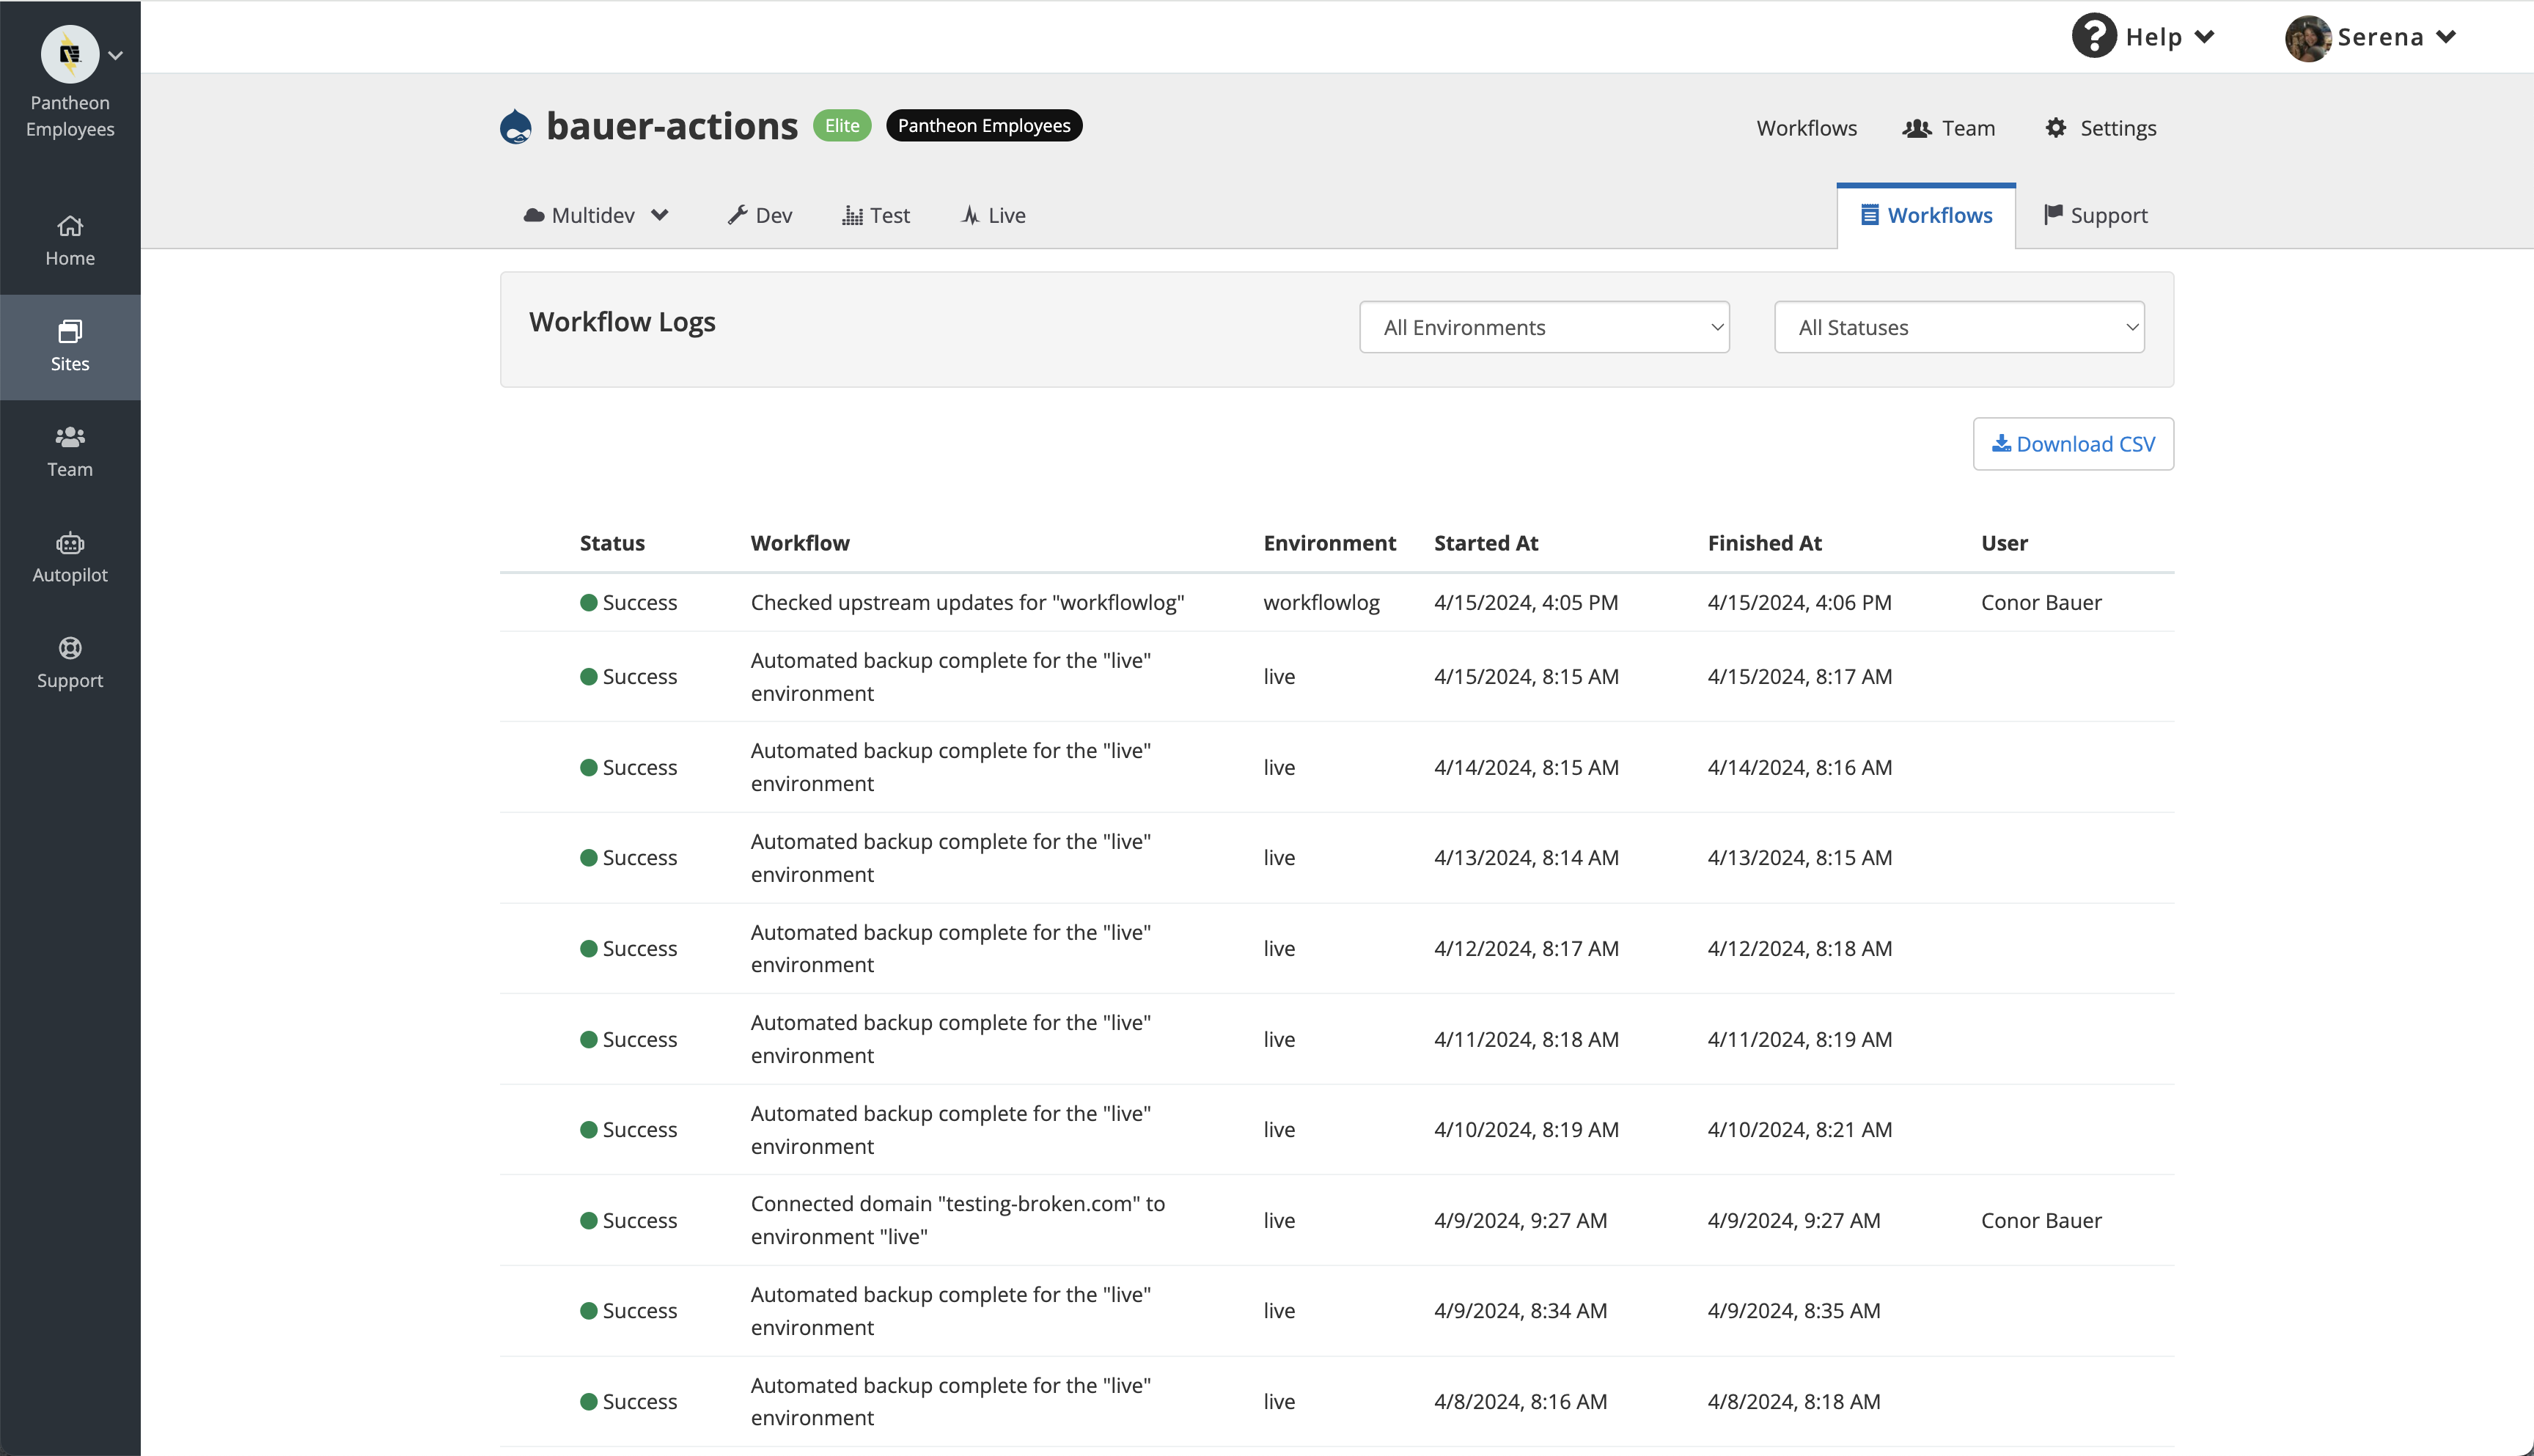 Pantheon
Employees
Home
Sites
Team
Autopilot
Support
Help
Serena
bauer-actions
Elite
Pantheon Employees
Workflows
Team
Settings
Multidev
Dev
Test
Live
Workflows
Support
Workflow Logs
All Environments
All Statuses
Download CSV
Status Workflow Environment Started At Finished At User
Success Checked upstream updates for "workflowlog" workflowlog 4/15/2024, 4:05 PM 4/15/2024, 4:06 PM Conor Bauer
Success Automated backup complete for the "live"
environment live 4/15/2024, 8:15 AM 4/15/2024, 8:17 AM
Success Automated backup complete for the "live"
environment live 4/14/2024, 8:15 AM 4/14/2024, 8:16 AM
Success Automated backup complete for the "live"
environment live 4/13/2024, 8:14 AM 4/13/2024, 8:15 AM
Success Automated backup complete for the "live"
environment live 4/12/2024, 8:17 AM 4/12/2024, 8:18 AM
Success Automated backup complete for the "live"
environment live 4/11/2024, 8:18 AM 4/11/2024, 8:19 AM
Success Automated backup complete for the "live"
environment live 4/10/2024, 8:19 AM 4/10/2024, 8:21 AM
Success Connected domain "testing-broken.com" to
environment "live" live 4/9/2024, 9:27 AM 4/9/2024, 9:27 AM Conor Bauer
Success Automated backup complete for the "live"
environment live 4/9/2024, 8:34 AM 4/9/2024, 8:35 AM
Success Automated backup complete for the "live"
environment live 4/8/2024, 8:16 AM 4/8/2024, 8:18 AM